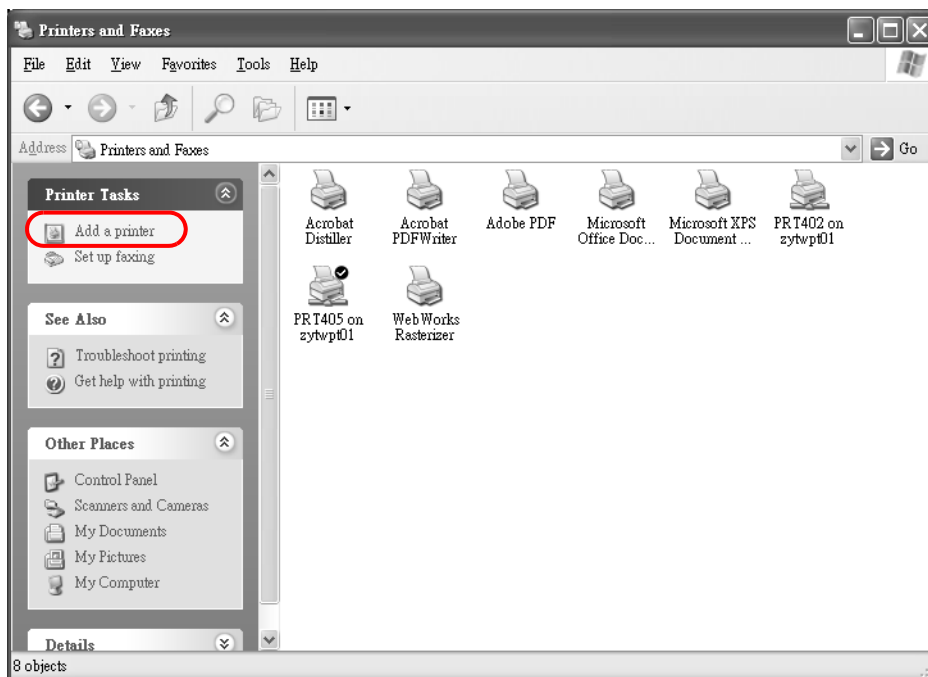 Printers and Faxes
File Edit View Favorites Tools Help
Address Printers and Faxes Go
Printer Tasks
Add a printer
Set up faxing
See Also
Troubleshoot printing
Get help with printing
Other Places
Control Panel
Scanners and Cameras
My Documents
My Pictures
My Computer
Details
Acrobat
Distiller
Acrobat
PDFWriter
Adobe PDF
Microsoft
Office Doc...
Microsoft XPS
Document ...
PRT402 on
zytwpt01
PRT405 on
zytwpt01
WebWorks
Rasterizer
8 objects